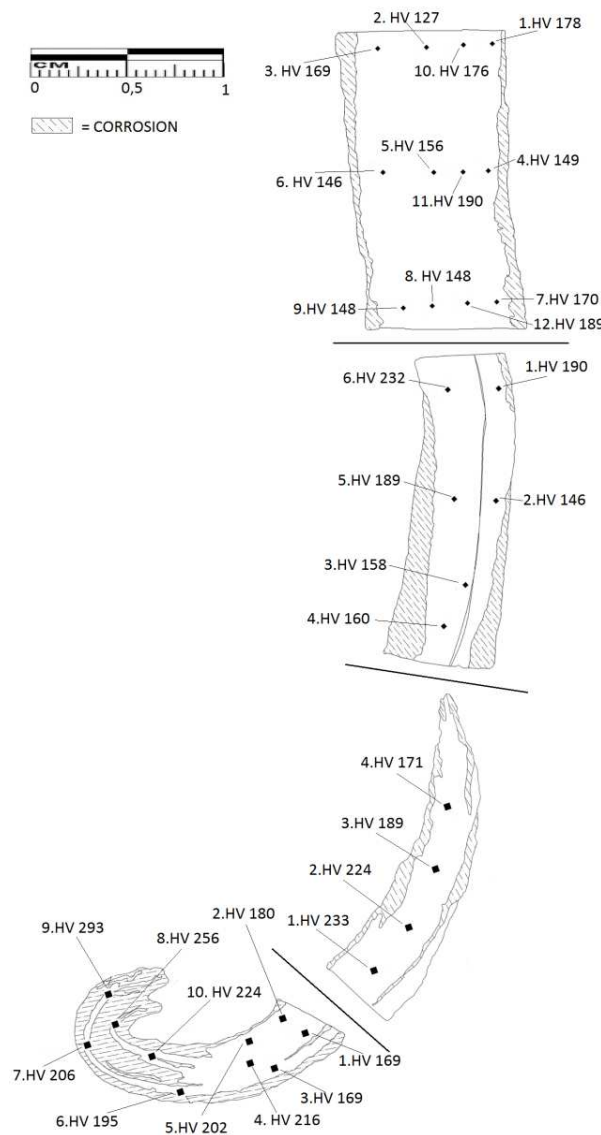 2. HV 127
1.HV 178
3. HV 169
10. HV 176
CM
0
0,5
1
= CORROSION
5.HV 156
4.HV 149
6. HV 146
11.HV 190
8. HV 148
9.HV 148
7.HV 170
12.HV 189
6.HV 232
1.HV 190
5.HV 189
2.HV 146
3.HV 158
4.HV 160
4.HV 171
3.HV 189
2.HV 224
1.HV 233
2.HV 180
9.HV 293
8.HV 256
10. HV 224
1.HV 169
7.HV 206
3.HV 169
6.HV 195
4. HV 216
5.HV 202